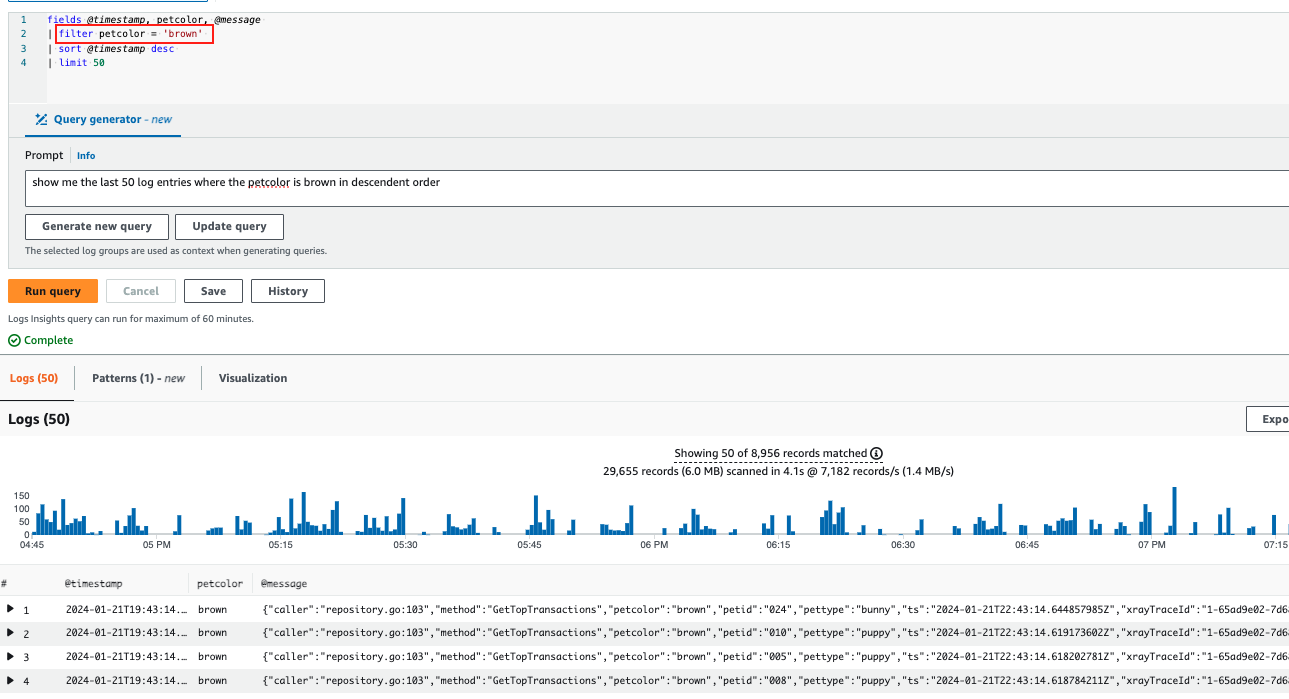 1 fields @timestamp, petcolor, @message
2 | filter petcolor = 'brown'
3 | sort @timestamp desc
4 | limit 50
Query generator - new
Prompt Info
show me the last 50 log entries where the petcolor is brown in descendent order
Generate new query Update query
The selected log groups are used as context when generating queries.
Run query Cancel Save History
Logs Insights query can run for maximum of 60 minutes.
Complete
Logs (50) Patterns (1) - new Visualization
Logs (50) Expo
Showing 50 of 8,956 records matched
29,655 records (6.0 MB) scanned in 4.1s @ 7,182 records/s (1.4 MB/s)
150
100
50
0
04:45 05 PM 05:15 05:30 05:45 06 PM 06:15 06:30 06:45 07 PM 07:15
# @timestamp petcolor @message
1 2024-01-21T19:43:14.... brown {"caller":"repository.go:103","method":"GetTopTransactions","petcolor":"brown","petid":"024","pettype":"bunny","ts":"2024-01-21T22:43:14.644857985Z","xrayTraceId":"1-65ad9e02-7d68
2 2024-01-21T19:43:14.... brown {"caller":"repository.go:103","method":"GetTopTransactions","petcolor":"brown","petid":"010","pettype":"puppy","ts":"2024-01-21T22:43:14.619173602Z","xrayTraceId":"1-65ad9e02-7d68
3 2024-01-21T19:43:14.... brown {"caller":"repository.go:103","method":"GetTopTransactions","petcolor":"brown","petid":"005","pettype":"puppy","ts":"2024-01-21T22:43:14.618202781Z","xrayTraceId":"1-65ad9e02-7d68
4 2024-01-21T19:43:14.... brown {"caller":"repository.go:103","method":"GetTopTransactions","petcolor":"brown","petid":"008","pettype":"puppy","ts":"2024-01-21T22:43:14.618784211Z","xrayTraceId":"1-65ad9e02-7d68